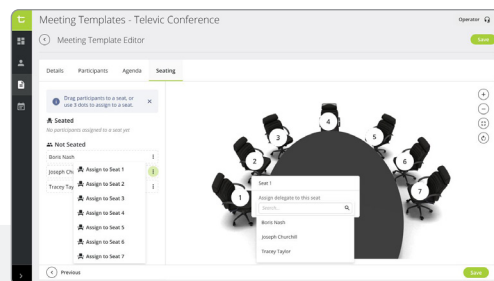 Meeting Templates - Televic Conference
Operator
Meeting Template Editor
Save
Details
Participants
Agenda
Seating
Drag participants to a seat, or
use 3 dots to assign to a seat.
Seated
No participants assigned to a seat yet
Not Seated
Boris Nash
Joseph Ch
Tracey Tay
Assign to Seat 1
Assign to Seat 2
Assign to Seat 3
Assign to Seat 4
Assign to Seat 5
Assign to Seat 6
Assign to Seat 7
1
2
3
4
5
6
7
Seat 1
Assign delegate to this seat
Search...
Boris Nash
Joseph Churchill
Tracey Taylor
Previous
Save